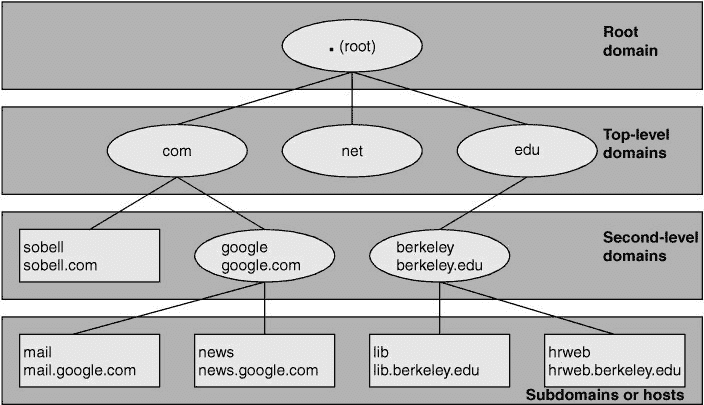 . (root)
Root
domain
com
net
edu
Top-level
domains
sobell
sobell.com
google
google.com
berkeley
berkeley.edu
Second-level
domains
mail
mail.google.com
news
news.google.com
lib
lib.berkeley.edu
hrweb
hrweb.berkeley.edu
Subdomains or hosts